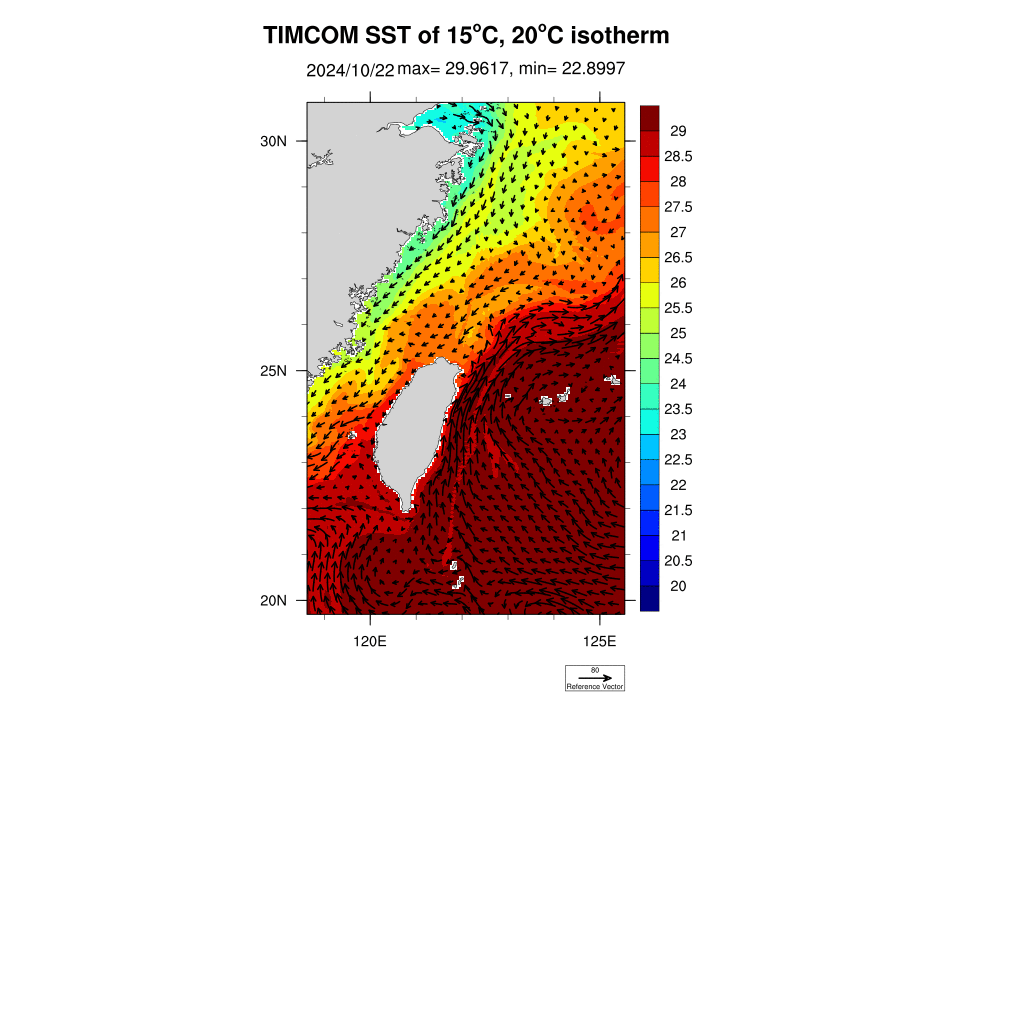 TIMCOM SST of 15°C, 20°C isotherm
2024/10/22 max= 29.9617, min= 22.8997
30N
25N
20N
120E
125E
29
28.5
28
27.5
27
26.5
26
25.5
25
24.5
24
23.5
23
22.5
22
21.5
21
20.5
20
80
Reference Vector